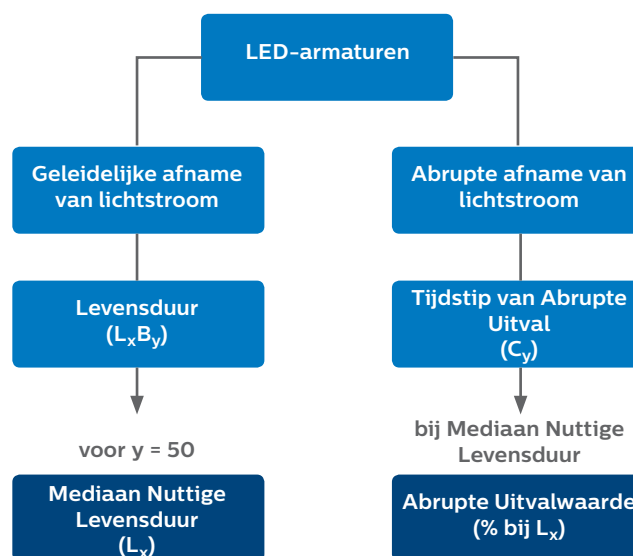 LED-armaturen
Geleidelijke afname
van lichtstroom
Levensduur
(LxBy)
voor y = 50
Mediaan Nuttige
Levensduur
(Lx)
Abrupte afname van
lichtstroom
Tijdstip van Abrupte
Uitval
(Cy)
bij Mediaan Nuttige
Levensduur
Abrupte Uitvalwaarde
(% bij Lx)